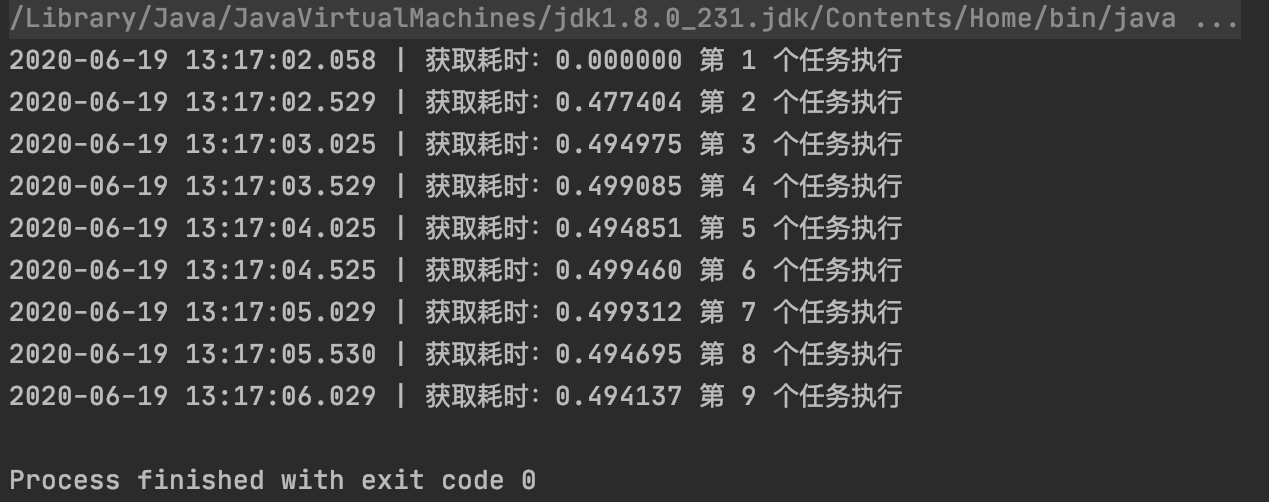 /Library/Java/JavaVirtualMachines/jdk1.8.0_231.jdk/Contents/Home/bin/java ...
2020-06-19 13:17:02.058 | 获取耗时：0.000000 第 1 个任务执行
2020-06-19 13:17:02.529 | 获取耗时：0.477404 第 2 个任务执行
2020-06-19 13:17:03.025 | 获取耗时：0.494975 第 3 个任务执行
2020-06-19 13:17:03.529 | 获取耗时：0.499085 第 4 个任务执行
2020-06-19 13:17:04.025 | 获取耗时：0.494851 第 5 个任务执行
2020-06-19 13:17:04.525 | 获取耗时：0.499460 第 6 个任务执行
2020-06-19 13:17:05.029 | 获取耗时：0.499312 第 7 个任务执行
2020-06-19 13:17:05.530 | 获取耗时：0.494695 第 8 个任务执行
2020-06-19 13:17:06.029 | 获取耗时：0.494137 第 9 个任务执行
Process finished with exit code 0